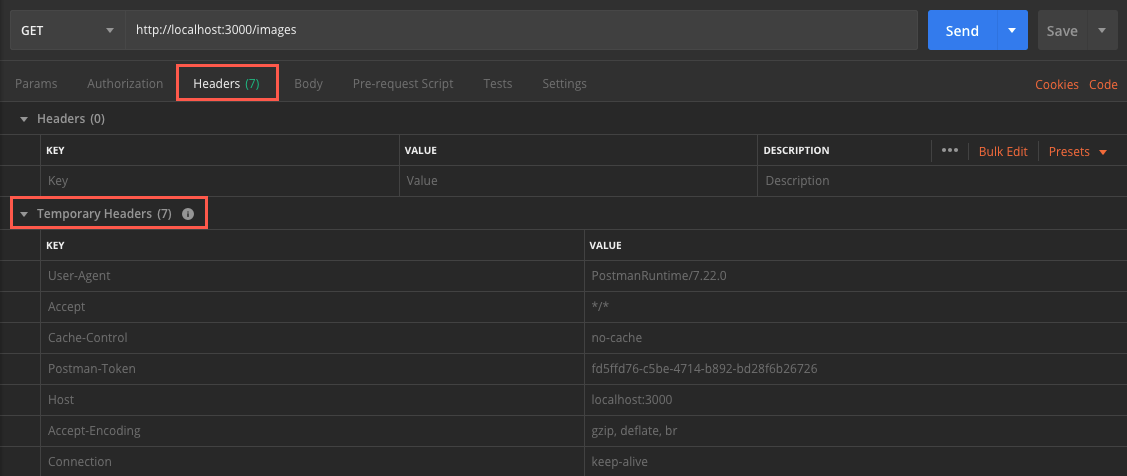 GET http://localhost:3000/images Send Save
Params Authorization Headers (7) Body Pre-request Script Tests Settings Cookies Code
Headers (0)
KEY VALUE DESCRIPTION ••• Bulk Edit Presets
Key Value Description
Temporary Headers (7) i
KEY VALUE
User-Agent PostmanRuntime/7.22.0
Accept */*
Cache-Control no-cache
Postman-Token fd5ffd76-c5be-4714-b892-bd28f6b26726
Host localhost:3000
Accept-Encoding gzip, deflate, br
Connection keep-alive